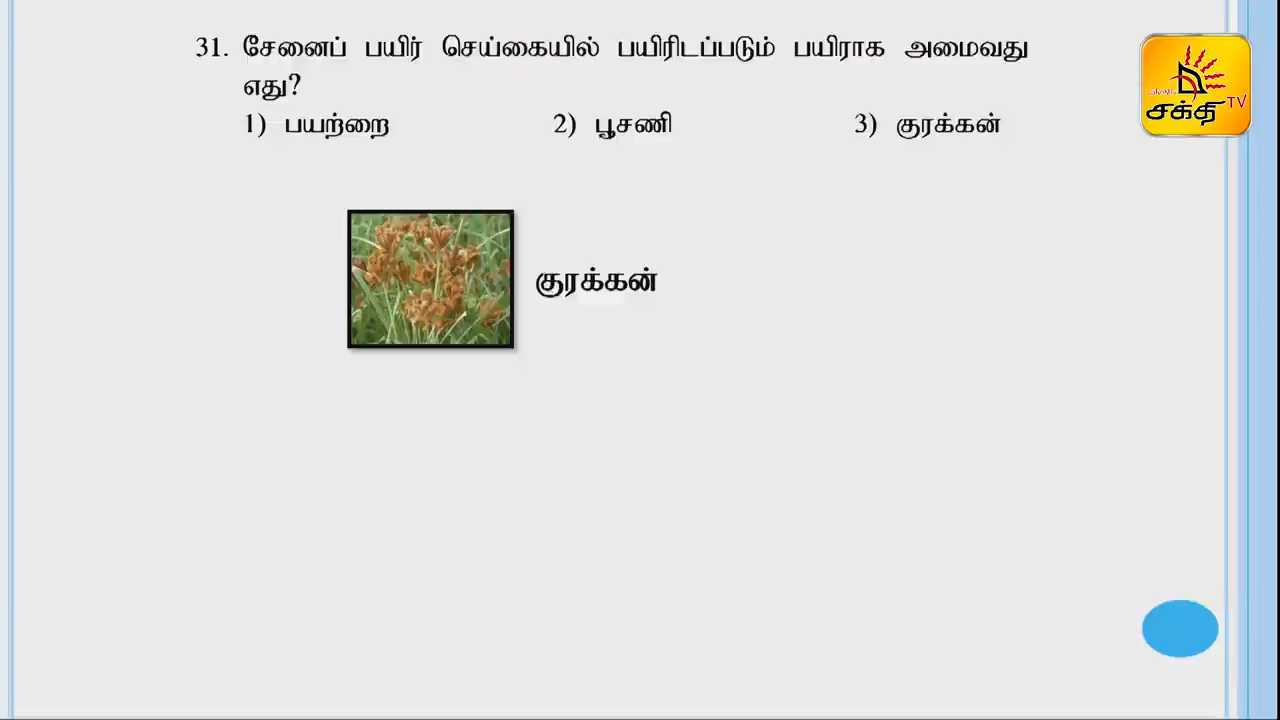 31. சேனைப் பயிர் செய்கையில் பயிரிடப்படும் பயிராக அமைவது
எது?
1) பயற்றை 2) பூசணி 3) குரக்கன்
குரக்கன்
சக்தி TV